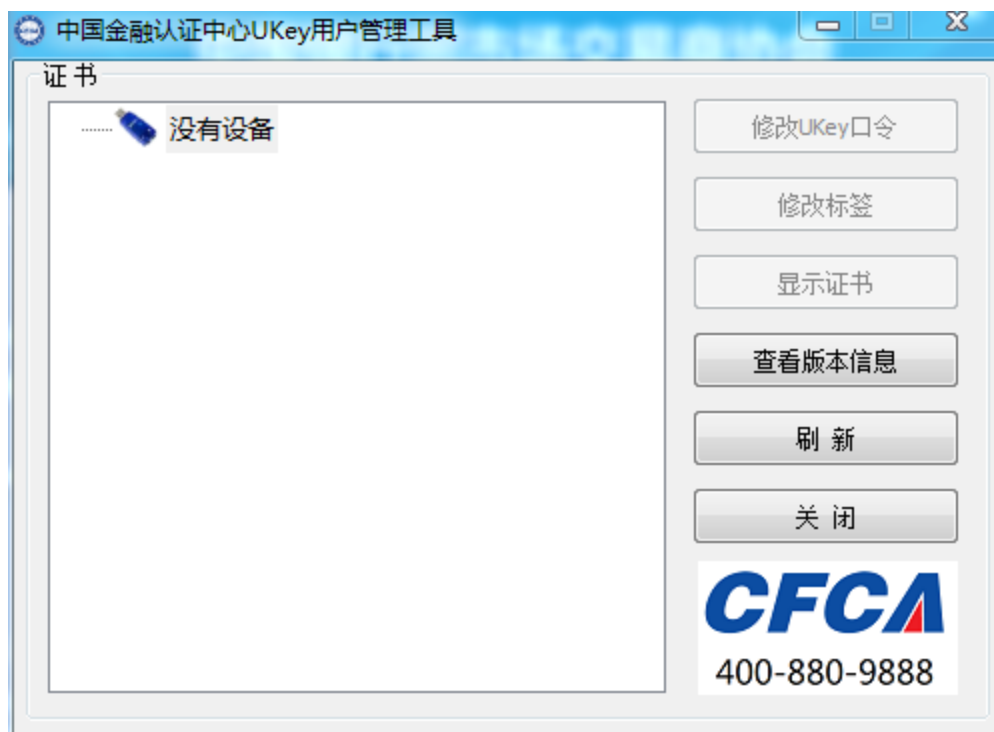 中国金融认证中心UKey用户管理工具
证书
没有设备
修改UKey口令
修改标签
显示证书
查看版本信息
刷 新
关 闭
CFCA
400-880-9888